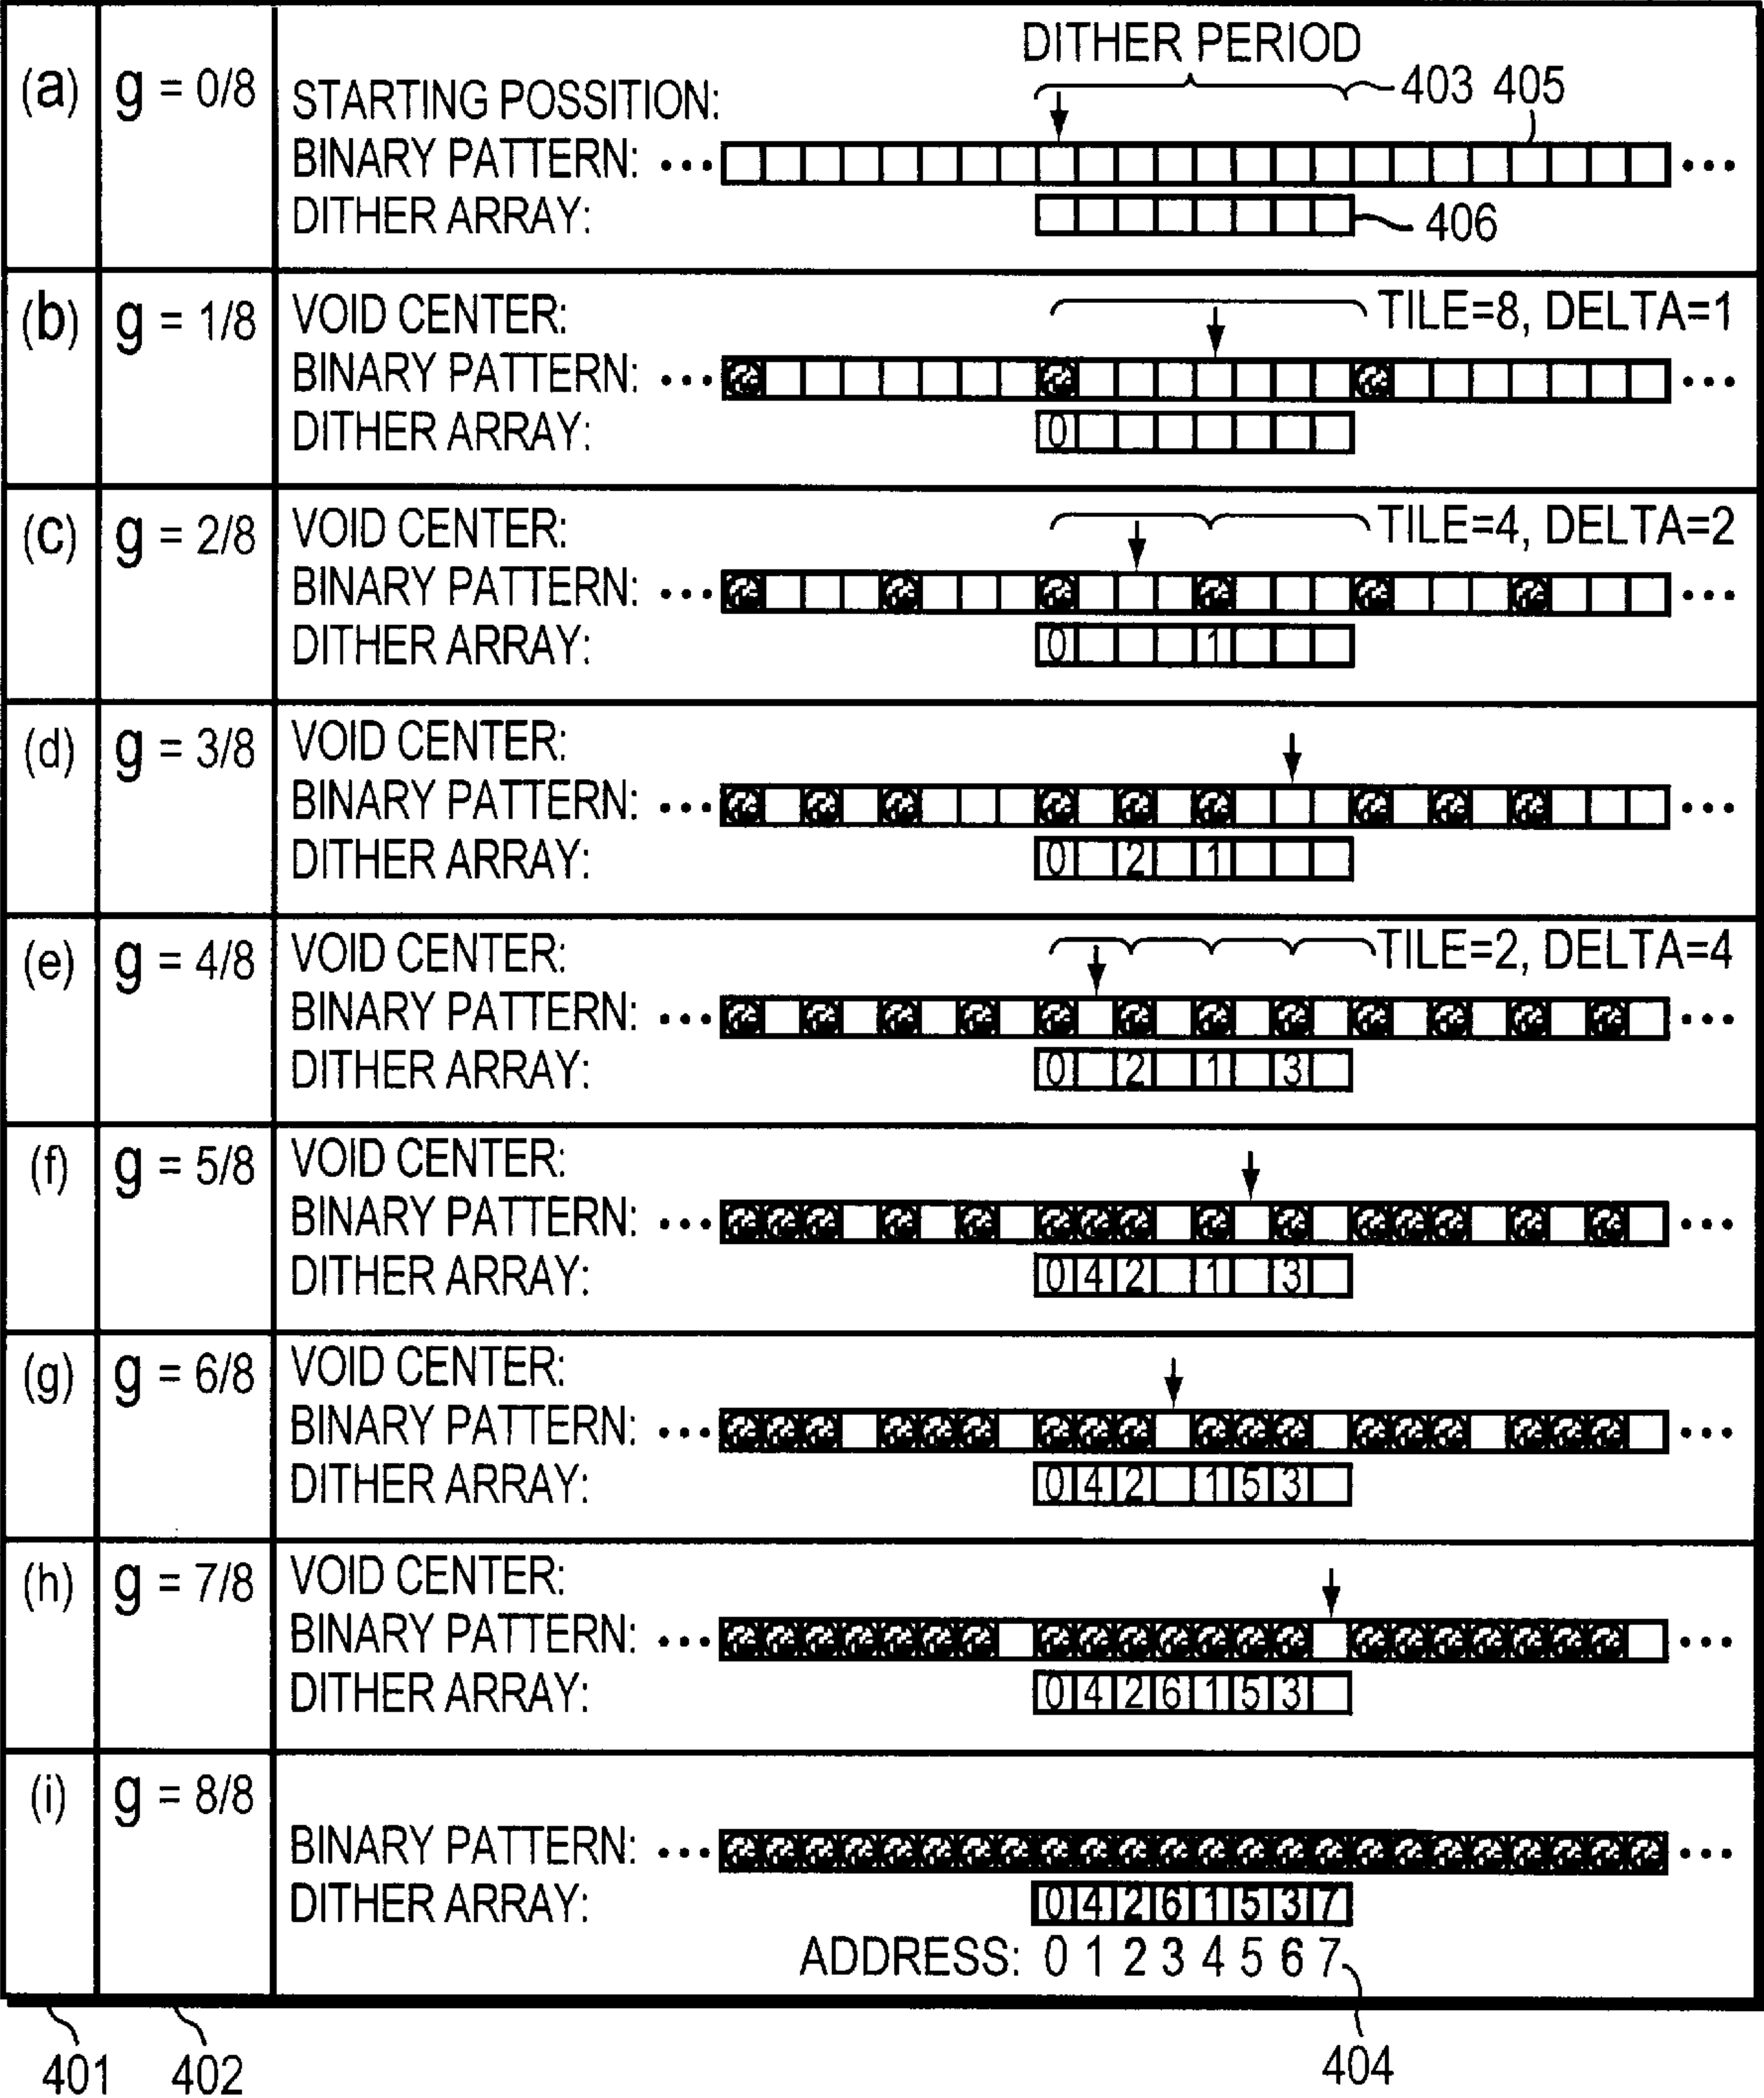 DITHER PERIOD
(a) g = 0/8 STARTING POSSITION: 403 405
BINARY PATTERN: ... ...
DITHER ARRAY: 406
(b) g = 1/8 VOID CENTER: TILE=8, DELTA=1
BINARY PATTERN: ... ...
DITHER ARRAY: 0
(c) g = 2/8 VOID CENTER: TILE=4, DELTA=2
BINARY PATTERN: ... ...
DITHER ARRAY: 0 1
(d) g = 3/8 VOID CENTER:
BINARY PATTERN: ... ...
DITHER ARRAY: 0 2 1
(e) g = 4/8 VOID CENTER: TILE=2, DELTA=4
BINARY PATTERN: ... ...
DITHER ARRAY: 0 2 1 3
(f) g = 5/8 VOID CENTER:
BINARY PATTERN: ... ...
DITHER ARRAY: 0 4 2 1 3
(g) g = 6/8 VOID CENTER:
BINARY PATTERN: ... ...
DITHER ARRAY: 0 4 2 1 5 3
(h) g = 7/8 VOID CENTER:
BINARY PATTERN: ... ...
DITHER ARRAY: 0 4 2 6 1 5 3
(i) g = 8/8
BINARY PATTERN: ... ...
DITHER ARRAY: 0 4 2 6 1 5 3 7
ADDRESS: 0 1 2 3 4 5 6 7
401 402 404